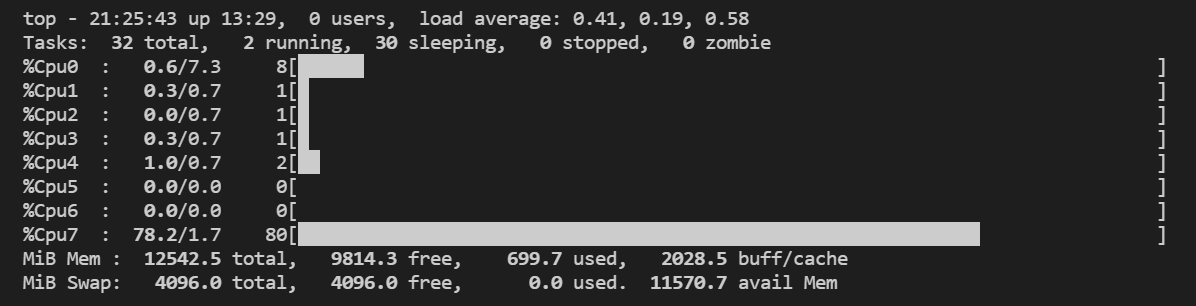 top - 21:25:43 up 13:29,  0 users,  load average: 0.41, 0.19, 0.58
Tasks:  32 total,   2 running,  30 sleeping,   0 stopped,   0 zombie
%Cpu0  :   0.6/7.3     8[      ]
%Cpu1  :   0.3/0.7     1[      ]
%Cpu2  :   0.0/0.7     1[      ]
%Cpu3  :   0.3/0.7     1[      ]
%Cpu4  :   1.0/0.7     2[      ]
%Cpu5  :   0.0/0.0     0[      ]
%Cpu6  :   0.0/0.0     0[      ]
%Cpu7  :  78.2/1.7    80[      ]
MiB Mem :  12542.5 total,   9814.3 free,    699.7 used,   2028.5 buff/cache
MiB Swap:   4096.0 total,   4096.0 free,      0.0 used.  11570.7 avail Mem